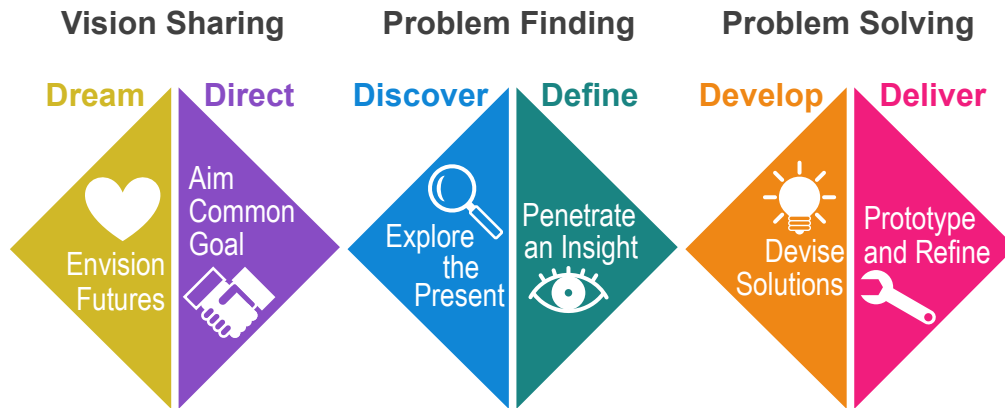 Vision Sharing
Problem Finding
Problem Solving
Dream
Direct
Discover
Define
Develop
Deliver
Envision
Futures
Aim
Common
Goal
Explore
the
Present
Penetrate
an Insight
Devise
Solutions
Prototype
and Refine